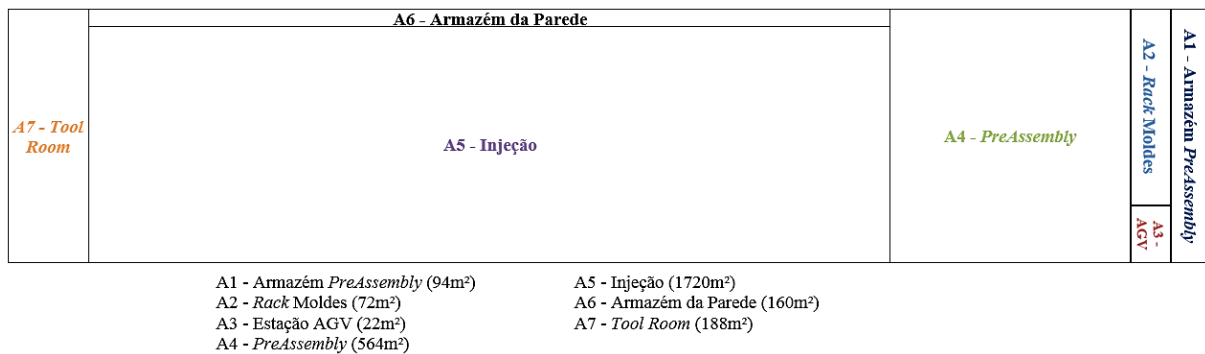 A6 - Armazém da Parede
A7 - Tool
Room
A5 - Injeção
A4 - PreAssembly
A2 - Rack Moldes
A3 -
AGV
A1 - Armazém PreAssembly
A1 - Armazém PreAssembly (94m²)
A2 - Rack Moldes (72m²)
A3 - Estação AGV (22m²)
A4 - PreAssembly (564m²)
A5 - Injeção (1720m²)
A6 - Armazém da Parede (160m²)
A7 - Tool Room (188m²)